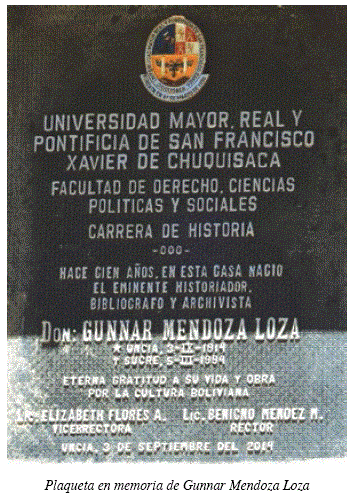 UNIVERSIDAD MAYOR, REAL Y
PONTIFICIA DE SAN FRANCISCO
XAVIER DE CHUQUISACA
FACULTAD DE DERECHO, CIENCIAS
POLITICAS Y SOCIALES
CARRERA DE HISTORIA
-ooo-
HACE CIEN AÑOS, EN ESTA CASA NACIO
EL EMINENTE HISTORIADOR,
BIBLIOGRAFO Y ARCHIVISTA
DON: GUNNAR MENDOZA LOZA
* UNCIA, 3-IX-1914
† SUCRE, 5-III-1994
ETERNA GRATITUD A SU VIDA Y OBRA
POR LA CULTURA BOLIVIANA
ELIZABETH FLORES A. LIC. BENIGNO MENDEZ M.
VICERRECTORA RECTOR
UNCIA, 3 DE SEPTIEMBRE DEL 2014
Plaqueta en memoria de Gunnar Mendoza Loza